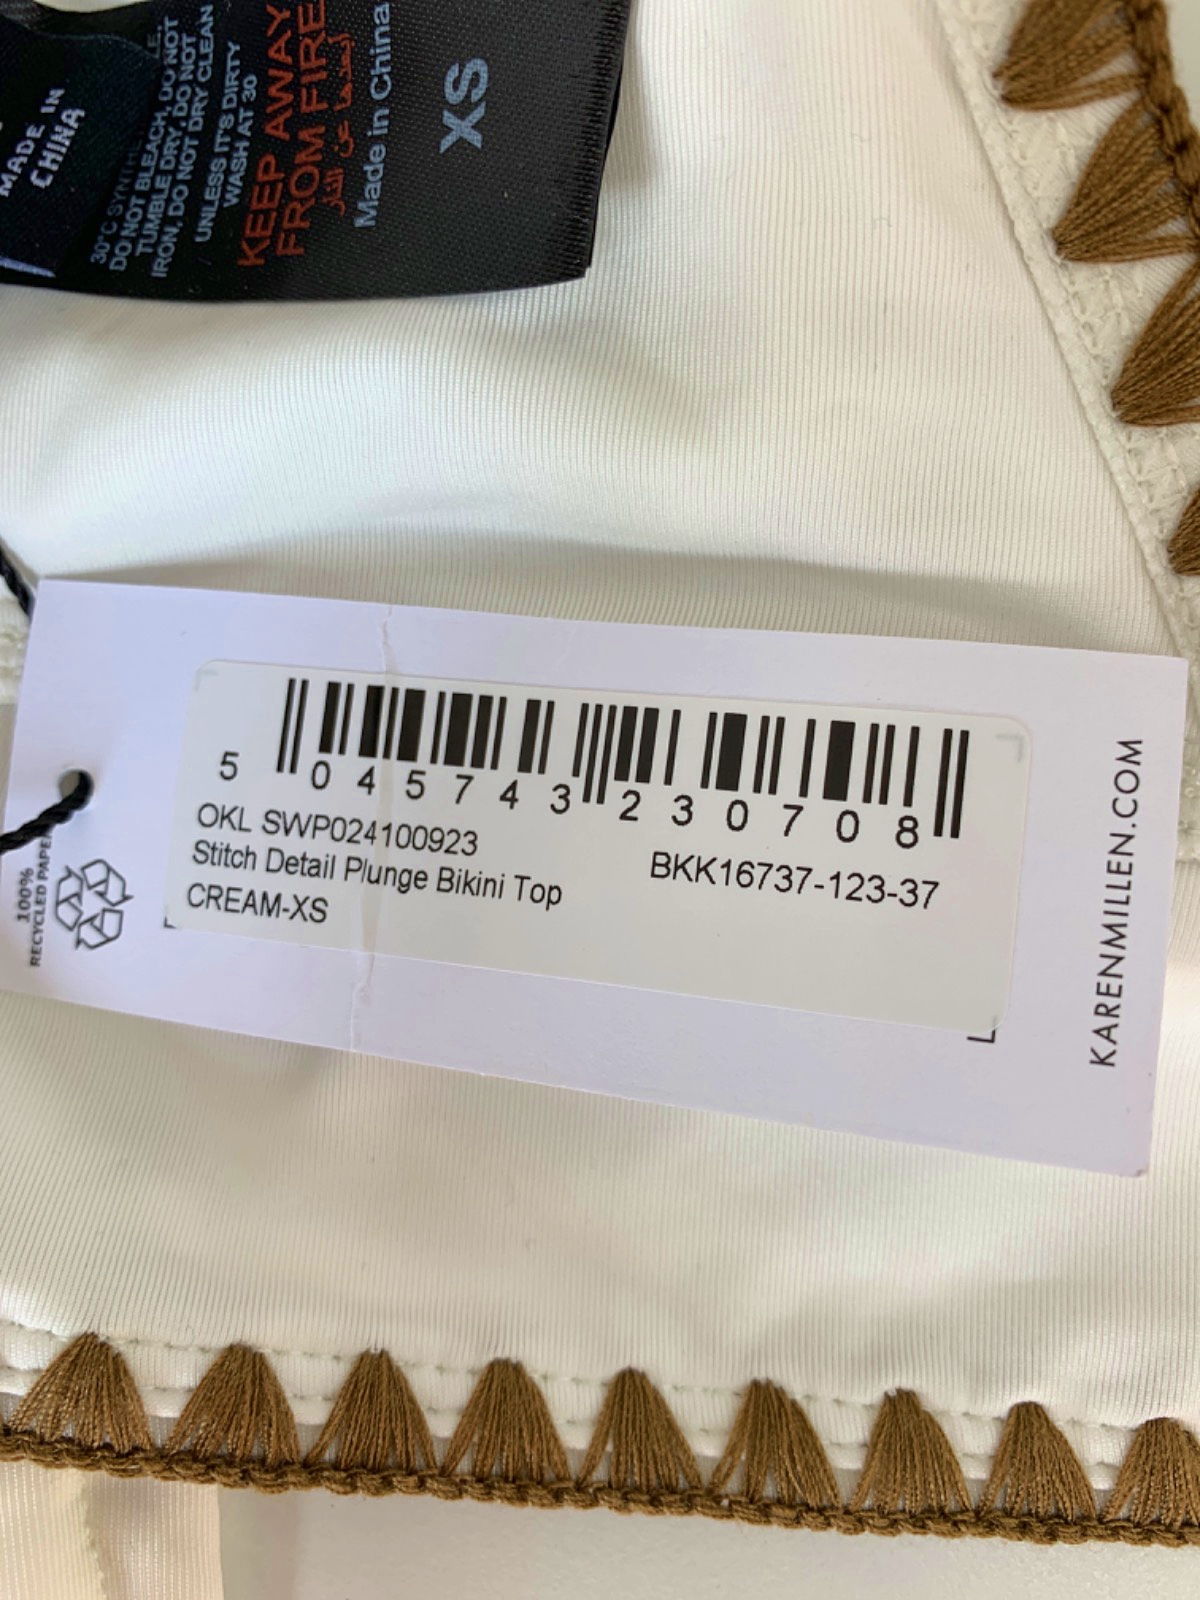 MADE IN
CHINA
30°C
DO NOT BLEACH, DO NOT
TUMBLE DRY, DO NOT
IRON, DO NOT DRY CLEAN
UNLESS IT'S DIRTY
WASH AT 30
KEEP AWAY
FROM FIRE
أبعدها عن النار
Made in China
XS
5 045743 230708
OKL SWP024100923
Stitch Detail Plunge Bikini Top
BKK16737-123-37
CREAM-XS
100%
RECYCLED PAPER
KARENMILLEN.COM